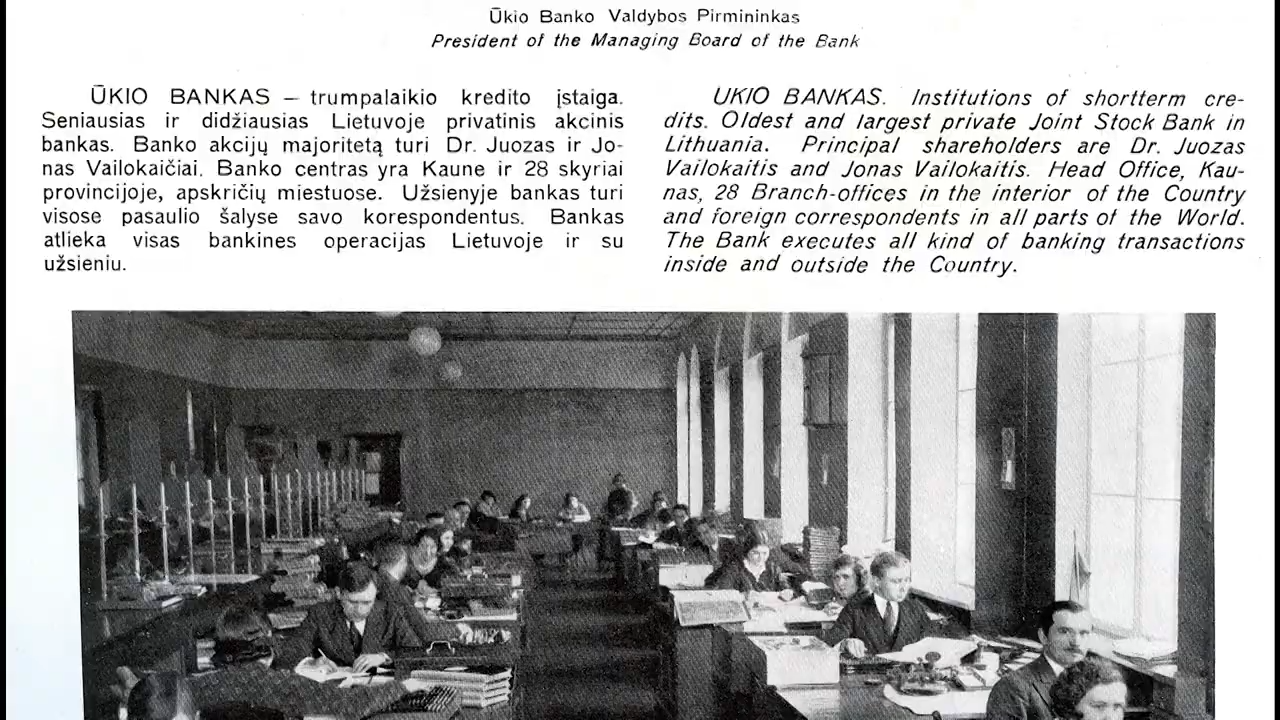 Ūkio Banko Valdybos Pirmininkas
President of the Managing Board of the Bank
ŪKIO BANKAS – trumpalaikio kredito įstaiga.
Seniausias ir didžiausias Lietuvoje privatinis akcinis
bankas. Banko akcijų majoritetą turi Dr. Juozas ir Jo-
nas Vailokaičiai. Banko centras yra Kaune ir 28 skyriai
provincijoje, apskričių miestuose. Užsienyje bankas turi
visose pasaulio šalyse savo korespondentus. Bankas
atlieka visas bankines operacijas Lietuvoje ir su
užsieniu.
UKIO BANKAS. Institutions of shortterm cre-
dits. Oldest and largest private Joint Stock Bank in
Lithuania. Principal shareholders are Dr. Juozas
Vailokaitis and Jonas Vailokaitis. Head Office, Kau-
nas, 28 Branch-offices in the interior of the Country
and foreign correspondents in all parts of the World.
The Bank executes all kind of banking transactions
inside and outside the Country.